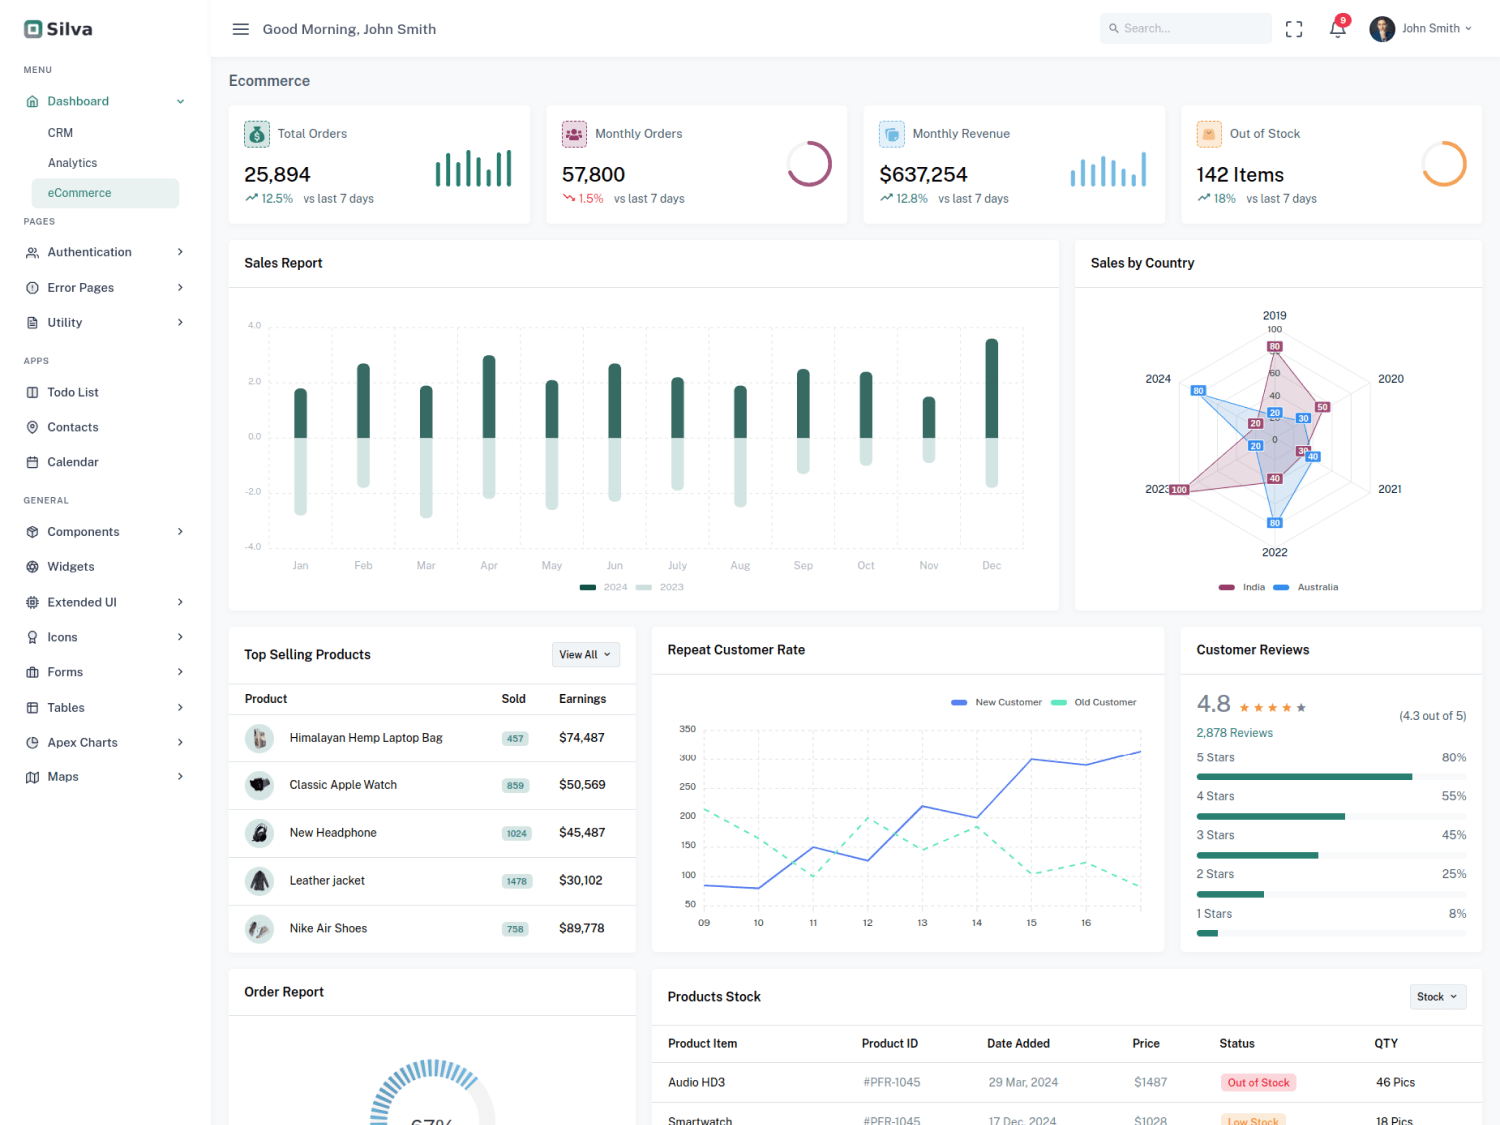 Silva
Good Morning, John Smith
Search...
9
John Smith
MENU
Dashboard
CRM
Analytics
eCommerce
PAGES
Authentication
Error Pages
Utility
APPS
Todo List
Contacts
Calendar
GENERAL
Components
Widgets
Extended UI
Icons
Forms
Tables
Apex Charts
Maps
Ecommerce
Total Orders
25,894
12.5% vs last 7 days
Monthly Orders
57,800
1.5% vs last 7 days
Monthly Revenue
$637,254
12.8% vs last 7 days
Out of Stock
142 Items
18% vs last 7 days
Sales Report
4.0
2.0
0.0
-2.0
-4.0
Jan Feb Mar Apr May Jun July Aug Sep Oct Nov Dec
2024 2023
Sales by Country
2019
100
80
60
40
20
0
2024
2020
80
50
20
30
20
40
2023
100
40
2021
80
2022
India Australia
Top Selling Products
View All
Product Sold Earnings
Himalayan Hemp Laptop Bag 457 $74,487
Classic Apple Watch 859 $50,569
New Headphone 1024 $45,487
Leather jacket 1478 $30,102
Nike Air Shoes 758 $89,778
Repeat Customer Rate
New Customer Old Customer
350
300
250
200
150
100
50
09 10 11 12 13 14 15 16
Customer Reviews
4.8
(4.3 out of 5)
2,878 Reviews
5 Stars 80%
4 Stars 55%
3 Stars 45%
2 Stars 25%
1 Stars 8%
Order Report
67%
Products Stock
Stock
Product Item Product ID Date Added Price Status QTY
Audio HD3 #PFR-1045 29 Mar, 2024 $1487 Out of Stock 46 Pics
Smartwatch #PFR-1045 17 Dec, 2024 $1028 Low Stock 18 Pics